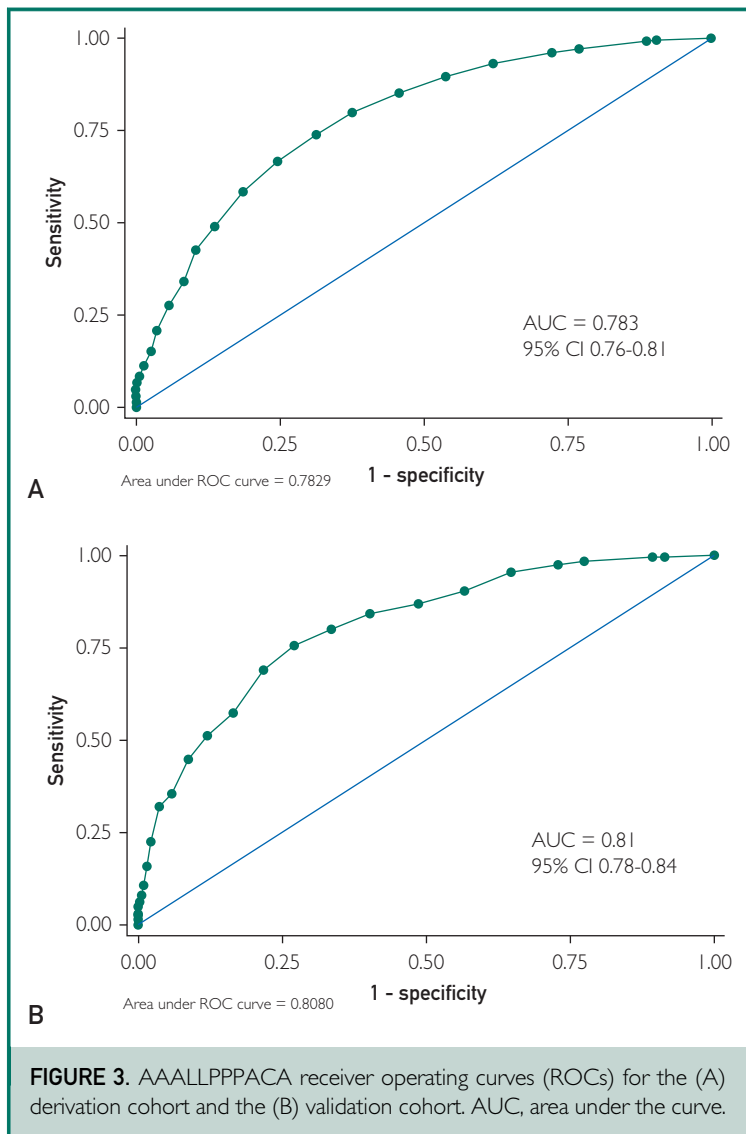 1.00
0.75
0.50
0.25
0.00
Sensitivity
AUC = 0.783
95% CI 0.76-0.81
0.00 0.25 0.50 0.75 1.00
1 - specificity
Area under ROC curve = 0.7829
A
1.00
0.75
0.50
0.25
0.00
Sensitivity
AUC = 0.81
95% CI 0.78-0.84
0.00 0.25 0.50 0.75 1.00
1 - specificity
Area under ROC curve = 0.8080
B
FIGURE 3. AAALLPPPACA receiver operating curves (ROCs) for the (A)
derivation cohort and the (B) validation cohort. AUC, area under the curve.